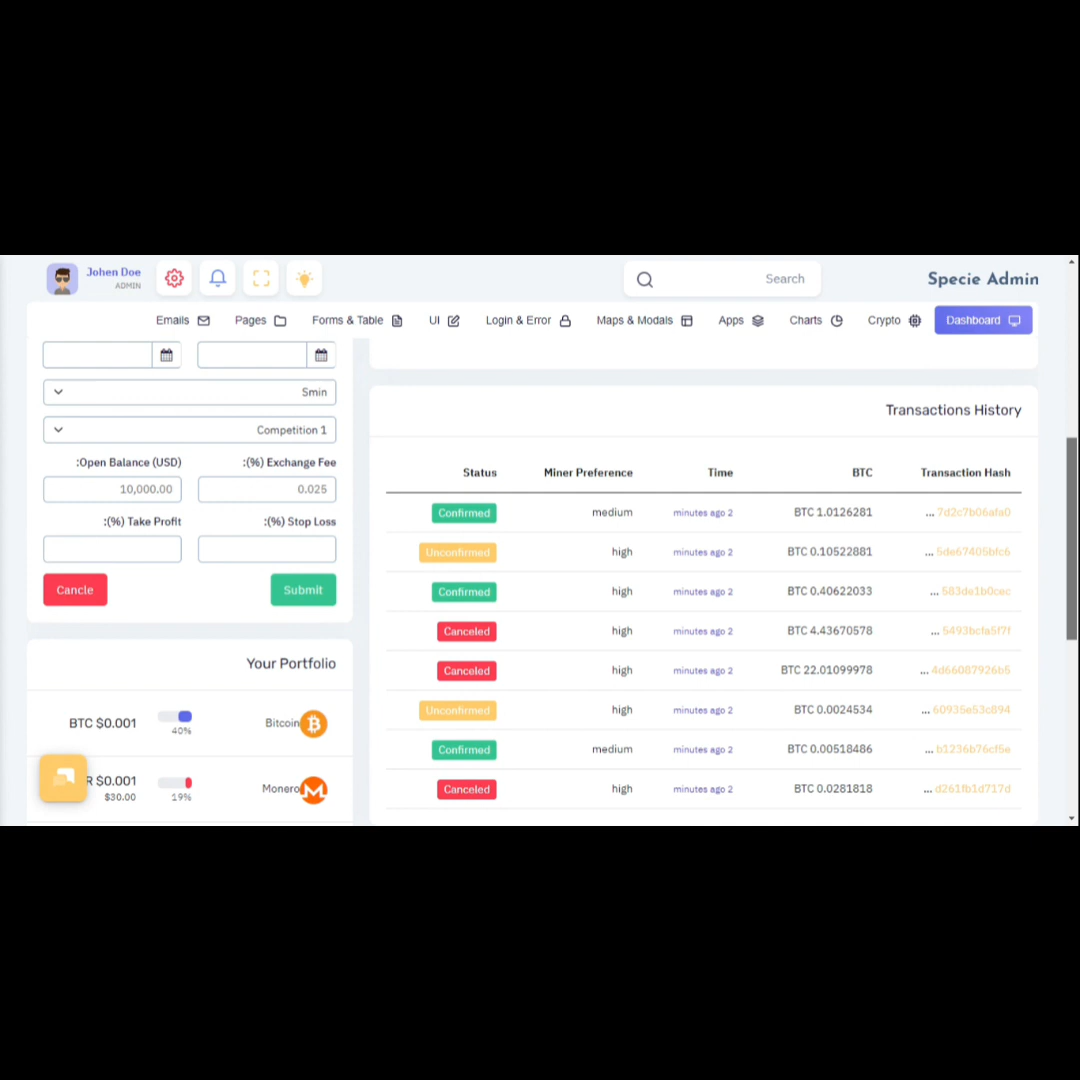 Johen Doe
ADMIN
Search
Specie Admin
Emails
Pages
Forms & Table
UI
Login & Error
Maps & Modals
Apps
Charts
Crypto
Dashboard
5min
Competition 1
:Open Balance (USD)
:(%) Exchange Fee
10,000.00
0.025
:(%) Take Profit
:(%) Stop Loss
Cancle
Submit
Your Portfolio
BTC $0.001
40%
Bitcoin
R $0.001
$30.00
19%
Monero
Transactions History
Status Miner Preference Time BTC Transaction Hash
Confirmed medium minutes ago 2 BTC 1.0126281 ... 7d2c7b06afa0
Unconfirmed high minutes ago 2 BTC 0.10522881 ... 5de67405bfc6
Confirmed high minutes ago 2 BTC 0.40622033 ... 583de1b0cec
Canceled high minutes ago 2 BTC 4.43670578 ... 5493bcfa5f7f
Canceled high minutes ago 2 BTC 22.01099978 ... 4d66087926b5
Unconfirmed high minutes ago 2 BTC 0.0024534 ... 60935e53c894
Confirmed medium minutes ago 2 BTC 0.00518486 ... b1236b76cf5e
Canceled high minutes ago 2 BTC 0.0281818 ... d261fb1d717d